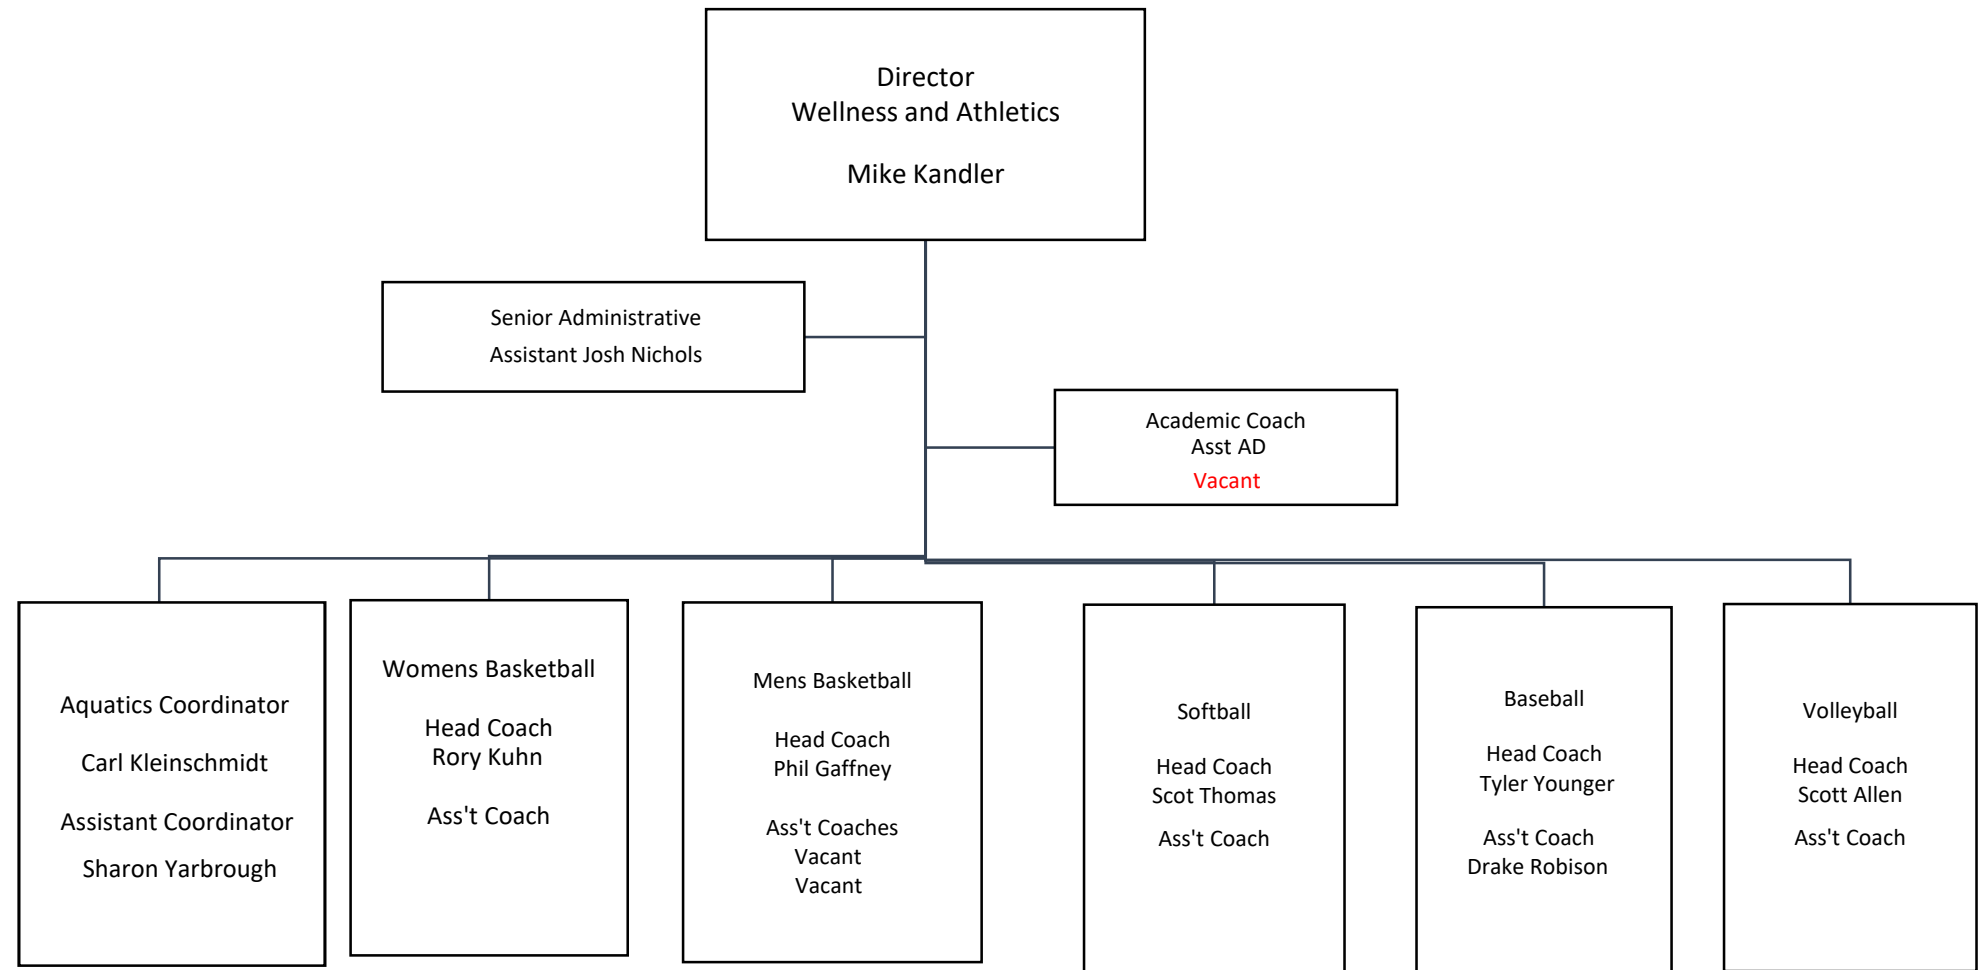 Director
Wellness and Athletics
Mike Kandler
Senior Administrative
Assistant Josh Nichols
Academic Coach
Asst AD
Vacant
Aquatics Coordinator
Carl Kleinschmidt
Assistant Coordinator
Sharon Yarbrough
Womens Basketball
Head Coach
Rory Kuhn
Ass't Coach
Mens Basketball
Head Coach
Phil Gaffney
Ass't Coaches
Vacant
Vacant
Softball
Head Coach
Scot Thomas
Ass't Coach
Baseball
Head Coach
Tyler Younger
Ass't Coach
Drake Robison
Volleyball
Head Coach
Scott Allen
Ass't Coach